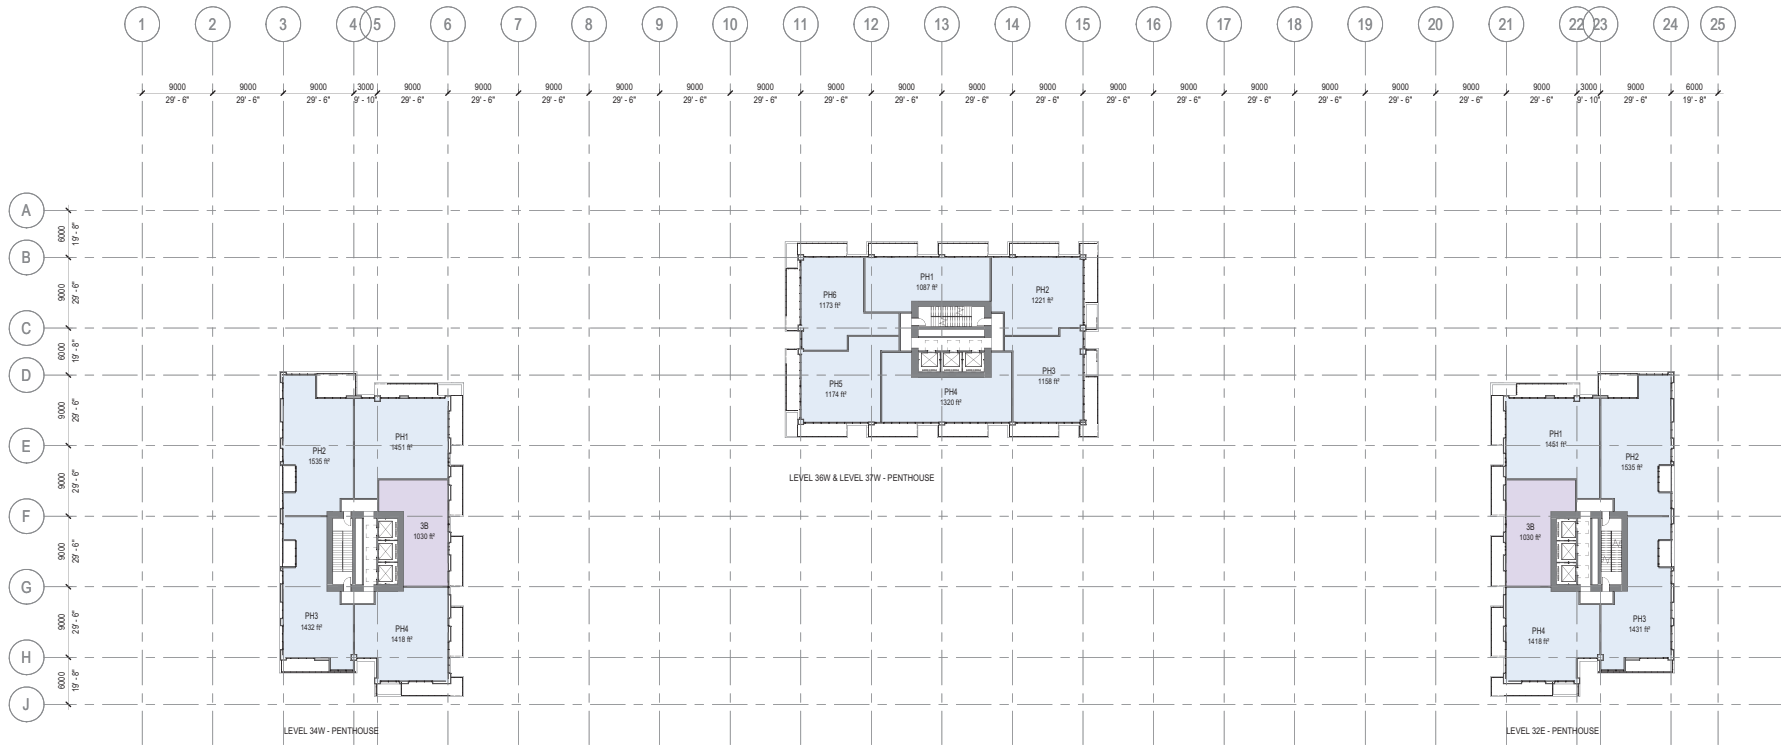 1 2 3 4 5 6 7 8 9 10 11 12 13 14 15 16 17 18 19 20 21 22 23 24 25
9000 9000 9000 3000 9000 9000 9000 9000 9000 9000 9000 9000 9000 9000 9000 9000 9000 9000 9000 9000 9000 3000 9000 6000
29' - 6" 29' - 6" 29' - 6" 9' - 10" 29' - 6" 29' - 6" 29' - 6" 29' - 6" 29' - 6" 29' - 6" 29' - 6" 29' - 6" 29' - 6" 29' - 6" 29' - 6" 29' - 6" 29' - 6" 29' - 6" 29' - 6" 29' - 6" 29' - 6" 9' - 10" 29' - 6" 19' - 8"
A
6000
19' - 8"
B
9000
29' - 6"
C
6000
19' - 8"
D
9000
29' - 6"
E
9000
29' - 6"
F
9000
29' - 6"
G
9000
29' - 6"
H
6000
19' - 8"
J
PH2
1535 ft²
PH1
1451 ft²
3B
1030 ft²
PH3
1432 ft²
PH4
1418 ft²
LEVEL 34W - PENTHOUSE
PH6
1173 ft²
PH1
1087 ft²
PH2
1221 ft²
PH5
1174 ft²
PH4
1320 ft²
PH3
1158 ft²
LEVEL 36W & LEVEL 37W - PENTHOUSE
PH1
1451 ft²
PH2
1535 ft²
3B
1030 ft²
PH4
1418 ft²
PH3
1431 ft²
LEVEL 32E - PENTHOUSE